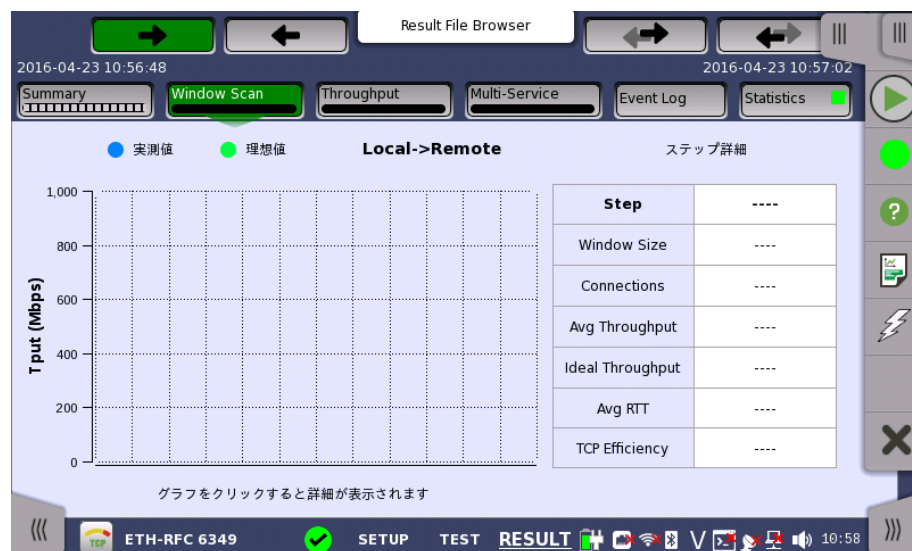 Result File Browser
2016-04-23 10:56:48
2016-04-23 10:57:02
Summary
Window Scan
Throughput
Multi-Service
Event Log
Statistics
実測値
理想値
Local->Remote
ステップ詳細
Tput (Mbps)
1,000
800
600
400
200
0
Step ----
Window Size ----
Connections ----
Avg Throughput ----
Ideal Throughput ----
Avg RTT ----
TCP Efficiency ----
グラフをクリックすると詳細が表示されます
TCP
ETH-RFC 6349
SETUP
TEST
RESULT
V
10:58